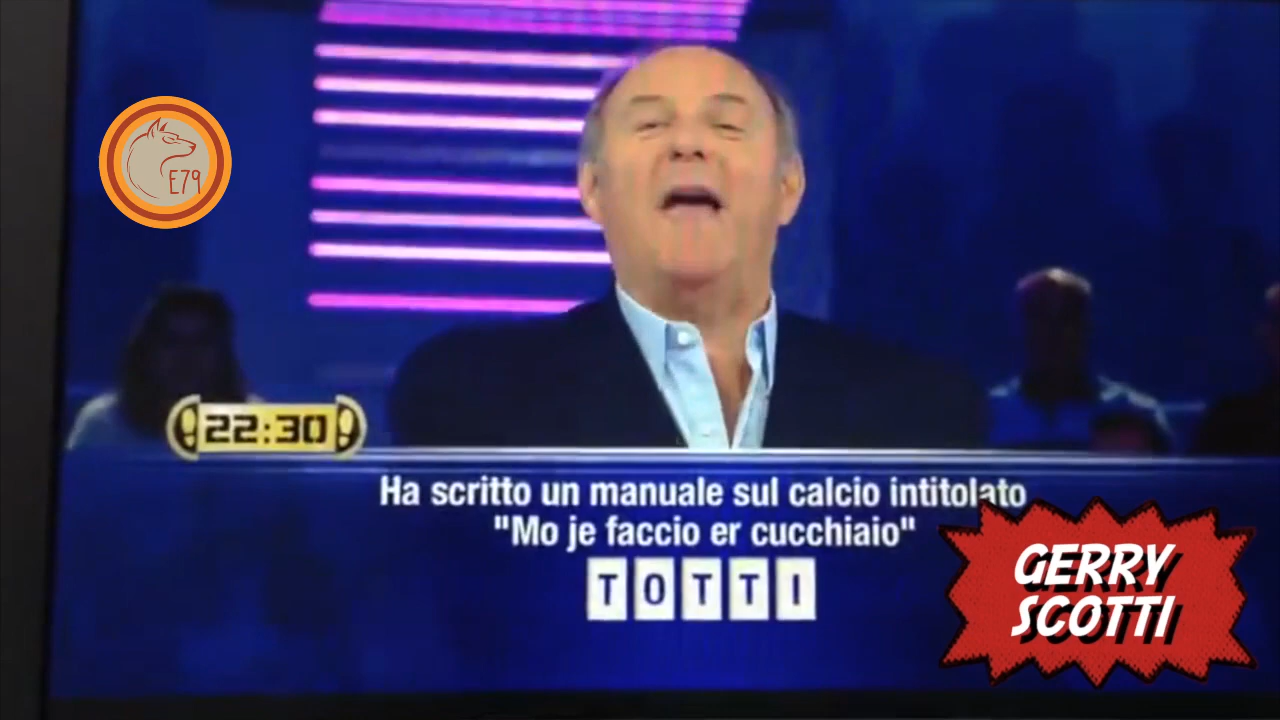 E79
22:30
Ha scritto un manuale sul calcio intitolato
"Mo je faccio er cucchiaio"
TOTTI
GERRY
SCOTTI